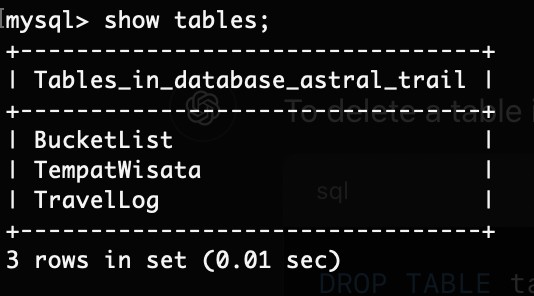 mysql> show tables;
+---------------------------------+
| Tables_in_database_astral_trail |
+---------------------------------+
| BucketList                      |
| TempatWisata                    |
| TravelLog                       |
+---------------------------------+
3 rows in set (0.01 sec)
To delete a table
sql
DROP TABLE